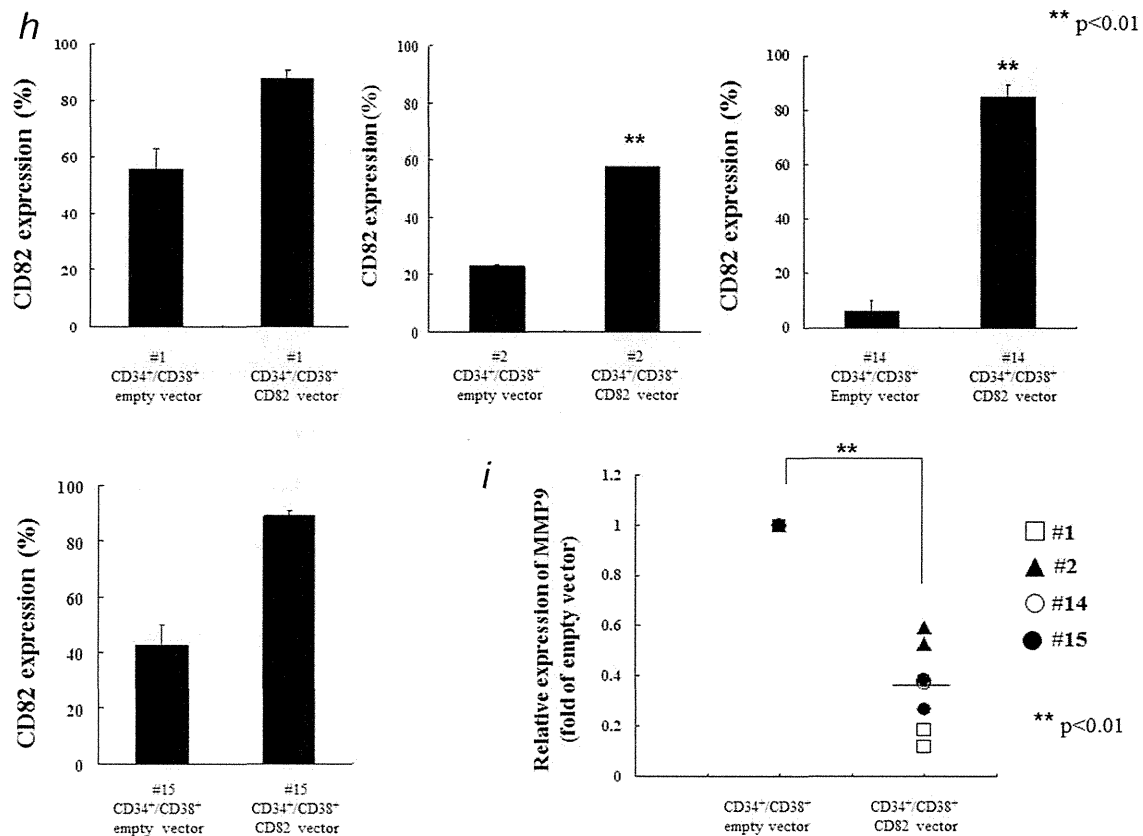 h
** p<0.01
CD82 expression (%)
100
80
60
40
20
0
#1
CD34⁺/CD38⁺
empty vector
#1
CD34⁺/CD38⁺
CD82 vector
CD82 expression (%)
100
80
60
40
20
0
**
#2
CD34⁺/CD38⁺
empty vector
#2
CD34⁺/CD38⁺
CD82 vector
CD82 expression (%)
100
80
60
40
20
0
**
#14
CD34⁺/CD38⁺
Empty vector
#14
CD34⁺/CD38⁺
CD82 vector
CD82 expression (%)
100
80
60
40
20
0
#15
CD34⁺/CD38⁺
empty vector
#15
CD34⁺/CD38⁺
CD82 vector
i
Relative expression of MMP9
(fold of empty vector)
1.2
1
0.8
0.6
0.4
0.2
0
**
CD34⁺/CD38⁺
empty vector
CD34⁺/CD38⁺
CD82 vector
#1
#2
#14
#15
** p<0.01